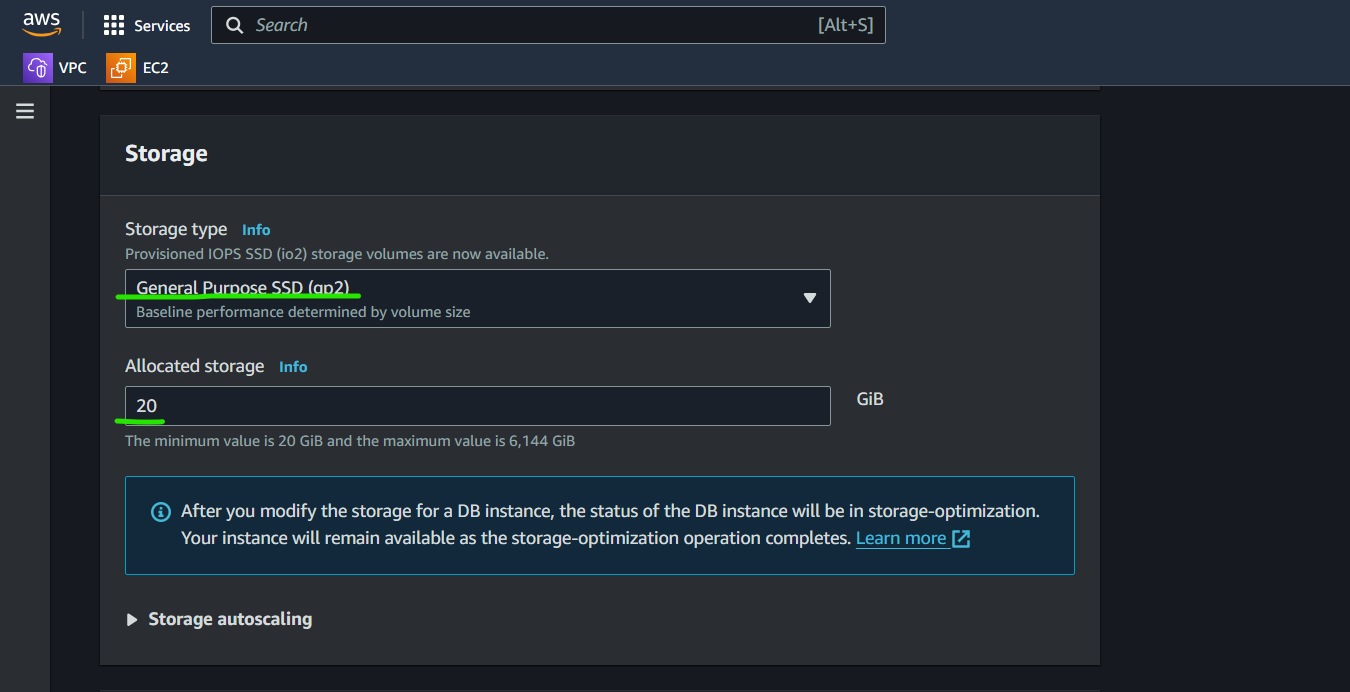 aws
Services
Search [Alt+S]
VPC EC2
Storage
Storage type Info
Provisioned IOPS SSD (io2) storage volumes are now available.
General Purpose SSD (gp2)
Baseline performance determined by volume size
Allocated storage Info
20 GiB
The minimum value is 20 GiB and the maximum value is 6,144 GiB
After you modify the storage for a DB instance, the status of the DB instance will be in storage-optimization.
Your instance will remain available as the storage-optimization operation completes. Learn more
Storage autoscaling